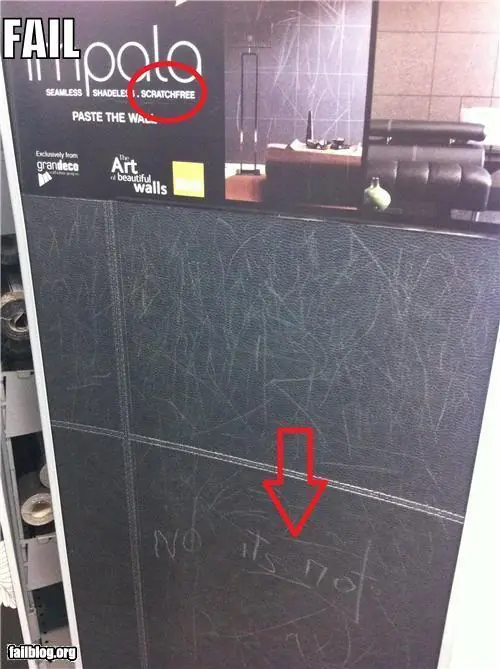 FAIL
impala
SEAMLESS | SHADELESS . SCRATCHFREE
PASTE THE WALL
Exclusively from
grandeco
The
Art
of beautiful
walls
NO its not
failblog.org